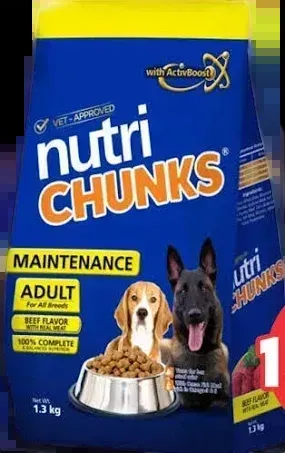 with ActivBoost
VET - APPROVED
nutri
CHUNKS®
MAINTENANCE
ADULT
For All Breeds
BEEF FLAVOR
WITH REAL MEAT
100% COMPLETE
& BALANCED NUTRITION
Net Wt.
1.3 kg
nutri
CHUNKS
BEEF FLAVOR
WITH REAL MEAT
1